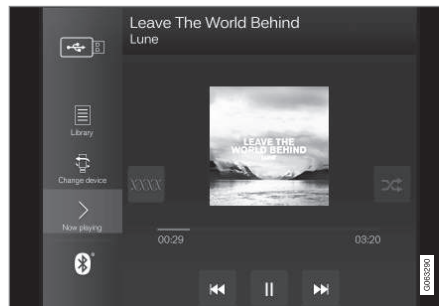 Leave The World Behind
Lune
Library
Change device
Now playing
XXXX
LEAVE THE
WORLD BEHIND
LUNE
00:29
03:20
G063290